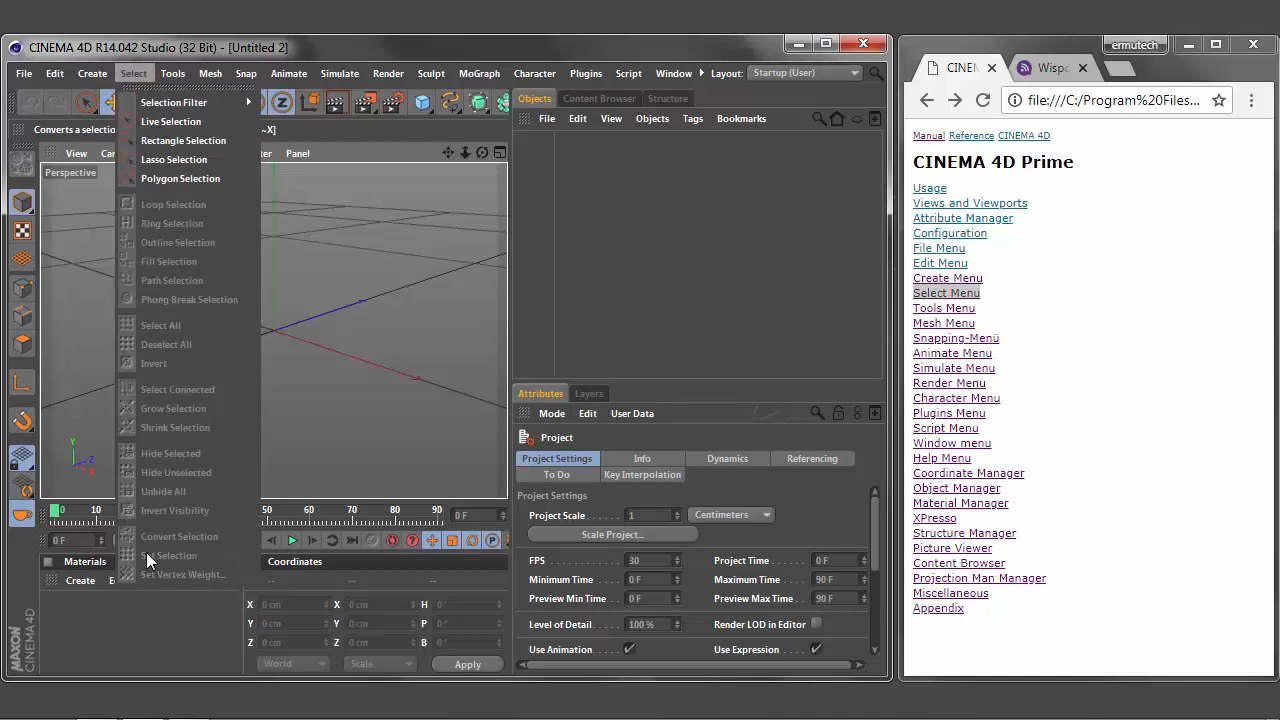 CINEMA 4D R14.042 Studio (32 Bit) - [Untitled 2]
File Edit Create Select Tools Mesh Snap Animate Simulate Render Sculpt MoGraph Character Plugins Script Window Layout: Startup (User)
Converts a selectio
~X]
View Ca
ter Panel
Perspective
Selection Filter
Live Selection
Rectangle Selection
Lasso Selection
Polygon Selection
Loop Selection
Ring Selection
Outline Selection
Fill Selection
Path Selection
Phong Break Selection
Select All
Deselect All
Invert
Select Connected
Grow Selection
Shrink Selection
Hide Selected
Hide Unselected
Unhide All
Invert Visibility
Convert Selection
Set Selection
Set Vertex Weight...
Y
Z
X
0 10
50 60 70 80 90
0 F
0 F
Materials
Create E
MAXON
CINEMA 4D
Coordinates
-- -- --
X 0 cm X 0 cm H 0 °
Y 0 cm Y 0 cm P 0 °
Z 0 cm Z 0 cm B 0 °
World Scale Apply
Objects Content Browser Structure
File Edit View Objects Tags Bookmarks
Attributes Layers
Mode Edit User Data
Project
Project Settings Info Dynamics Referencing
To Do Key Interpolation
Project Settings
Project Scale 1 Centimeters
Scale Project...
FPS 30 Project Time 0 F
Minimum Time 0 F Maximum Time 90 F
Preview Min Time 0 F Preview Max Time 90 F
Level of Detail 100 % Render LOD in Editor
Use Animation Use Expression
ermutech
CINEM
Wisp
file:///C:/Program%20Files...
Manual Reference CINEMA 4D
CINEMA 4D Prime
Usage
Views and Viewports
Attribute Manager
Configuration
File Menu
Edit Menu
Create Menu
Select Menu
Tools Menu
Mesh Menu
Snapping-Menü
Animate Menu
Simulate Menu
Render Menu
Character Menu
Plugins Menu
Script Menu
Window menu
Help Menu
Coordinate Manager
Object Manager
Material Manager
XPresso
Structure Manager
Picture Viewer
Content Browser
Projection Man Manager
Miscellaneous
Appendix